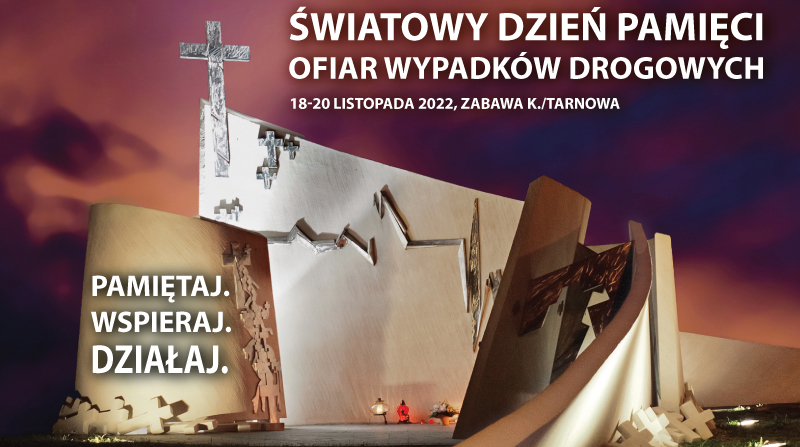 ŚWIATOWY DZIEŃ PAMIĘCI
OFIAR WYPADKÓW DROGOWYCH
18-20 LISTOPADA 2022, ZABAWA K./TARNOWA
PAMIĘTAJ.
WSPIERAJ.
DZIAŁAJ.